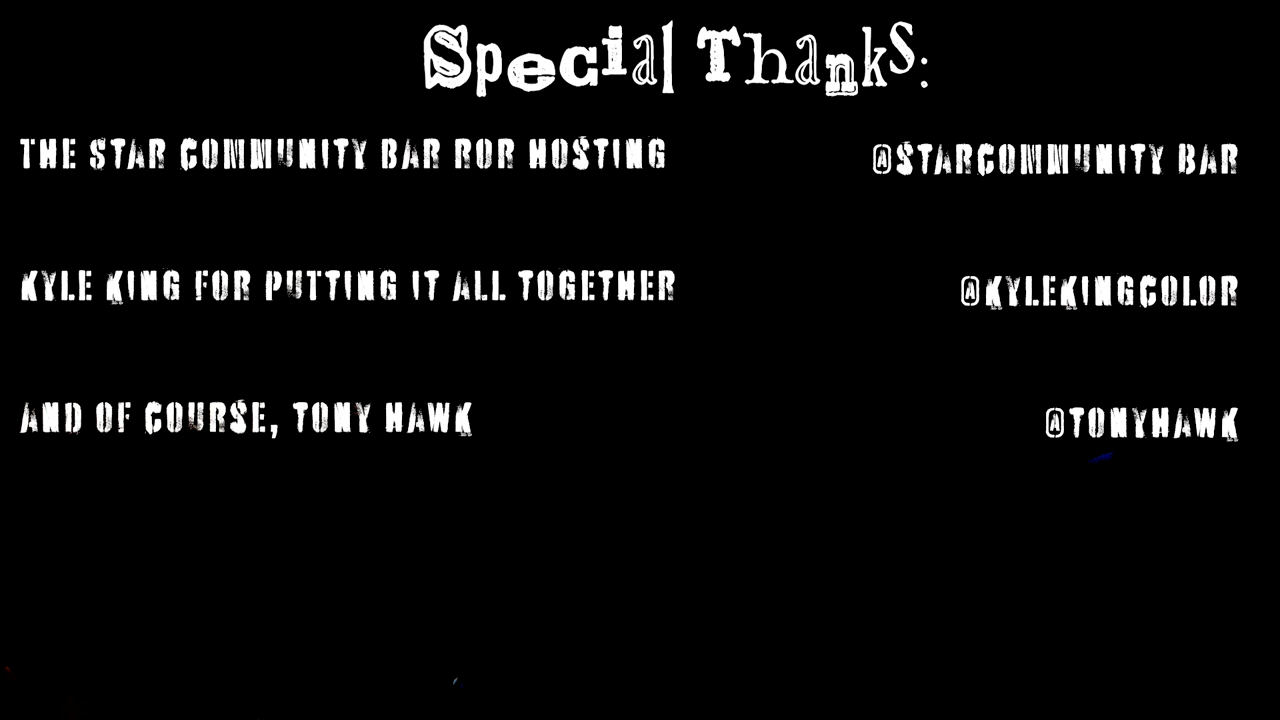 Special Thanks:
THE STAR COMMUNITY BAR ROR HOSTING @STARCOMMUNITY BAR
KYLE KING FOR PUTTING IT ALL TOGETHER @KYLEKINGCOLOR
AND OF COURSE, TONY HAWK @TONYHAWK